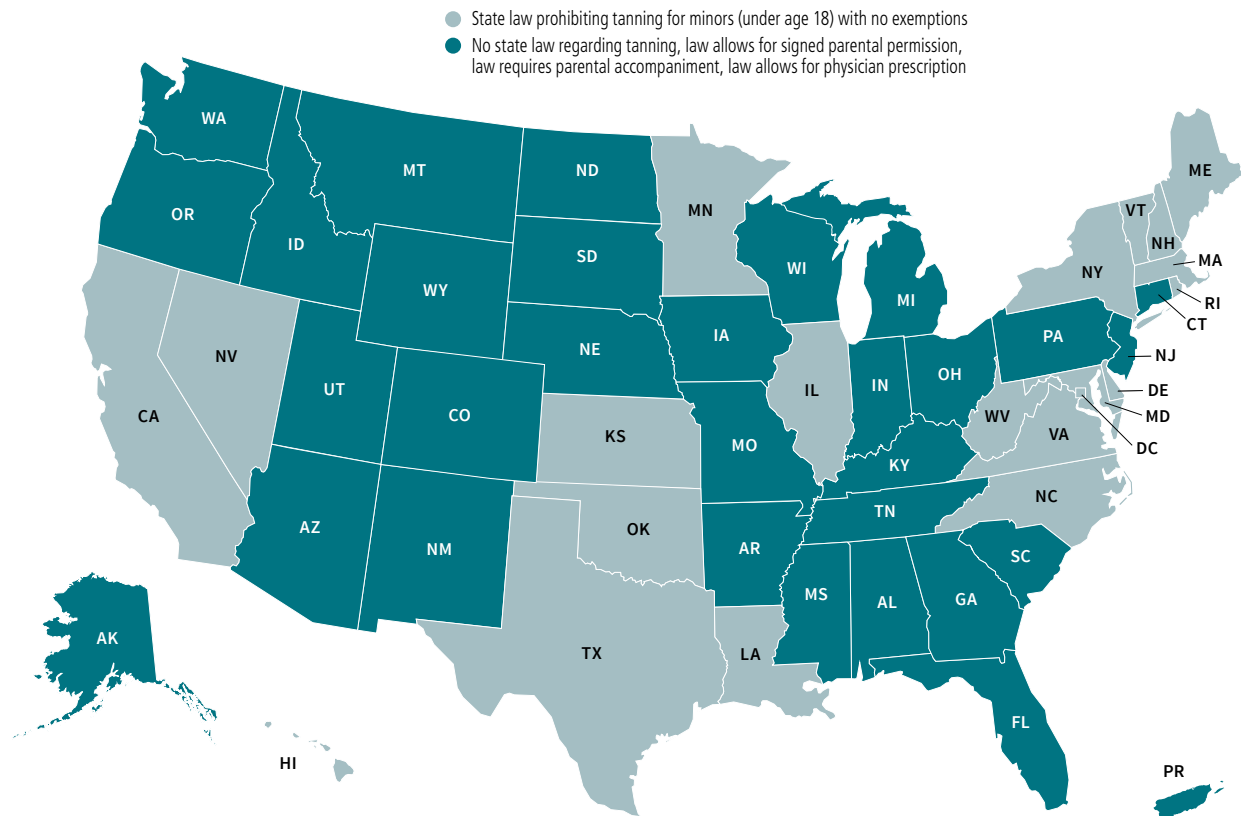 State law prohibiting tanning for minors (under age 18) with no exemptions
No state law regarding tanning, law allows for signed parental permission,
law requires parental accompaniment, law allows for physician prescription
WA
MT
ND
MN
ME
OR
ID
SD
WI
VT
NH
NY
MA
WY
MI
RI
CT
IA
NE
PA
NJ
NV
UT
CO
IL
IN
OH
DE
MD
CA
KS
MO
WV
VA
DC
KY
NC
AZ
NM
OK
AR
TN
SC
MS
AL
GA
AK
TX
LA
FL
HI
PR